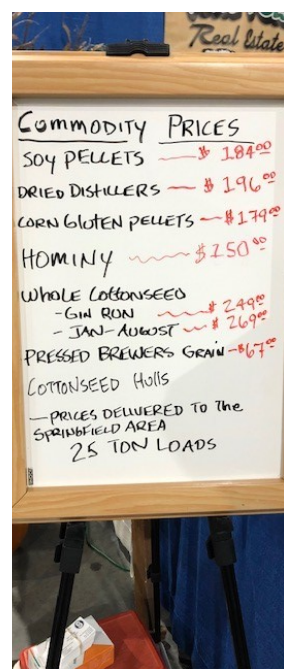 Real Estate
COMMODITY PRICES
SOY PELLETS $ 184.00
DRIED DISTILLERS $ 196.00
CORN GLUTEN PELLETS $179.00
HOMINY $150.00
WHOLE COTTONSEED
-GIN RUN $ 249.00
- JAN-AUGUST $ 269.00
PRESSED BREWERS GRAIN -$67.00
COTTONSEED HULLS
-PRICES DELIVERED TO The
SPRINGFIELD AREA
25 TON LOADS